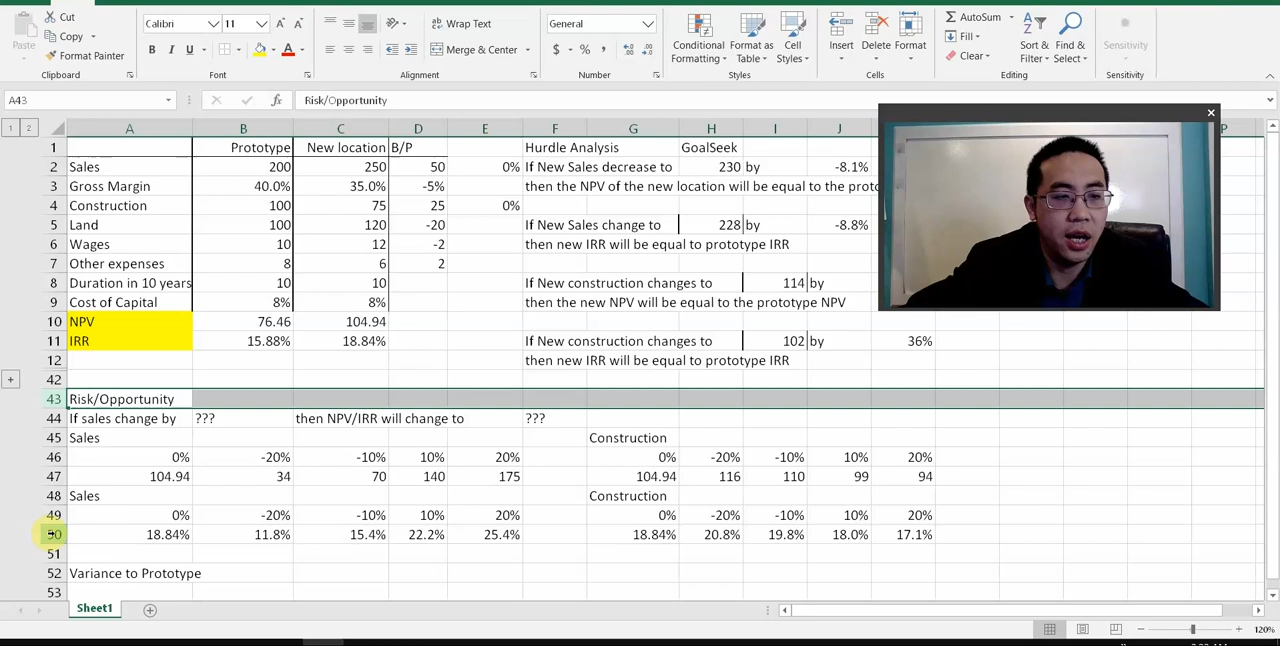 Cut
Copy
Format Painter
Paste
Clipboard
Calibri 11 A A
B I U A
Font
Wrap Text
Merge & Center
Alignment
General
$ % ,
Number
Conditional Formatting
Format as Table
Cell Styles
Styles
Insert Delete Format
Cells
AutoSum
Fill
Clear
Sort & Filter
Find & Select
Editing
Sensitivity
Sensitivity
A43 fx Risk/Opportunity
1 2 A B C D E F G H I J P
1 Prototype New location B/P Hurdle Analysis GoalSeek
2 Sales 200 250 50 0% If New Sales decrease to 230 by -8.1%
3 Gross Margin 40.0% 35.0% -5% then the NPV of the new location will be equal to the
4 Construction 100 75 25 0%
5 Land 100 120 -20 If New Sales change to 228 by -8.8%
6 Wages 10 12 -2 then new IRR will be equal to prototype IRR
7 Other expenses 8 6 2
8 Duration in 10 years 10 10 If New construction changes to 114 by
9 Cost of Capital 8% 8% then the new NPV will be equal to the prototype NPV
10 NPV 76.46 104.94
11 IRR 15.88% 18.84% If New construction changes to 102 by 36%
12 then new IRR will be equal to prototype IRR
42
43 Risk/Opportunity
44 If sales change by ??? then NPV/IRR will change to ???
45 Sales Construction
46 0% -20% -10% 10% 20% 0% -20% -10% 10% 20%
47 104.94 34 70 140 175 104.94 116 110 99 94
48 Sales Construction
49 0% -20% -10% 10% 20% 0% -20% -10% 10% 20%
50 18.84% 11.8% 15.4% 22.2% 25.4% 18.84% 20.8% 19.8% 18.0% 17.1%
51
52 Variance to Prototype
53
Sheet1
120%